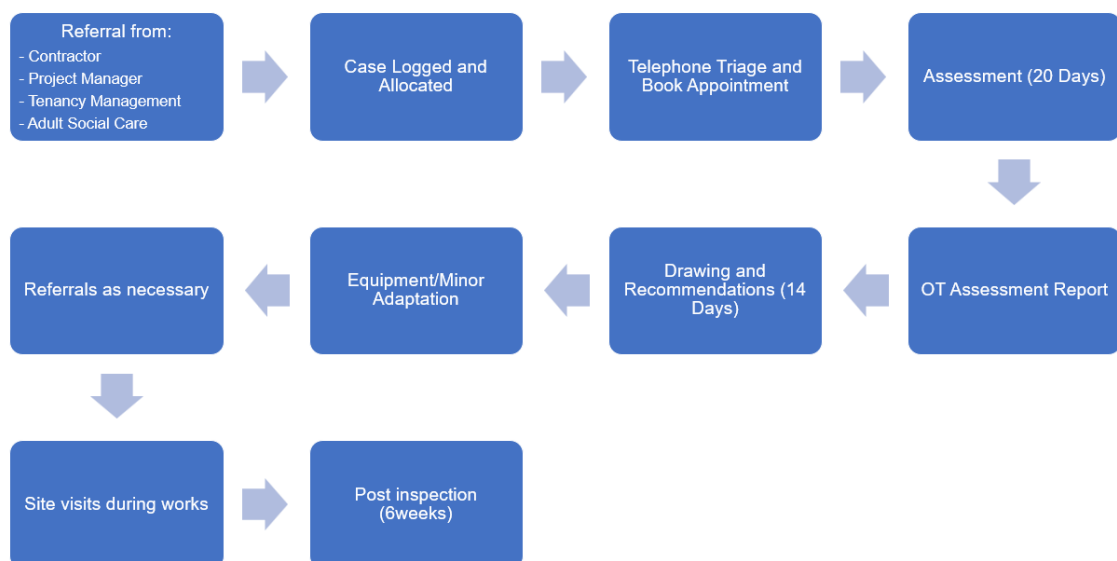 Referral from:
- Contractor
- Project Manager
- Tenancy Management
- Adult Social Care
Case Logged and
Allocated
Telephone Triage and
Book Appointment
Assessment (20 Days)
OT Assessment Report
Drawing and
Recommendations (14
Days)
Equipment/Minor
Adaptation
Referrals as necessary
Site visits during works
Post inspection
(6weeks)